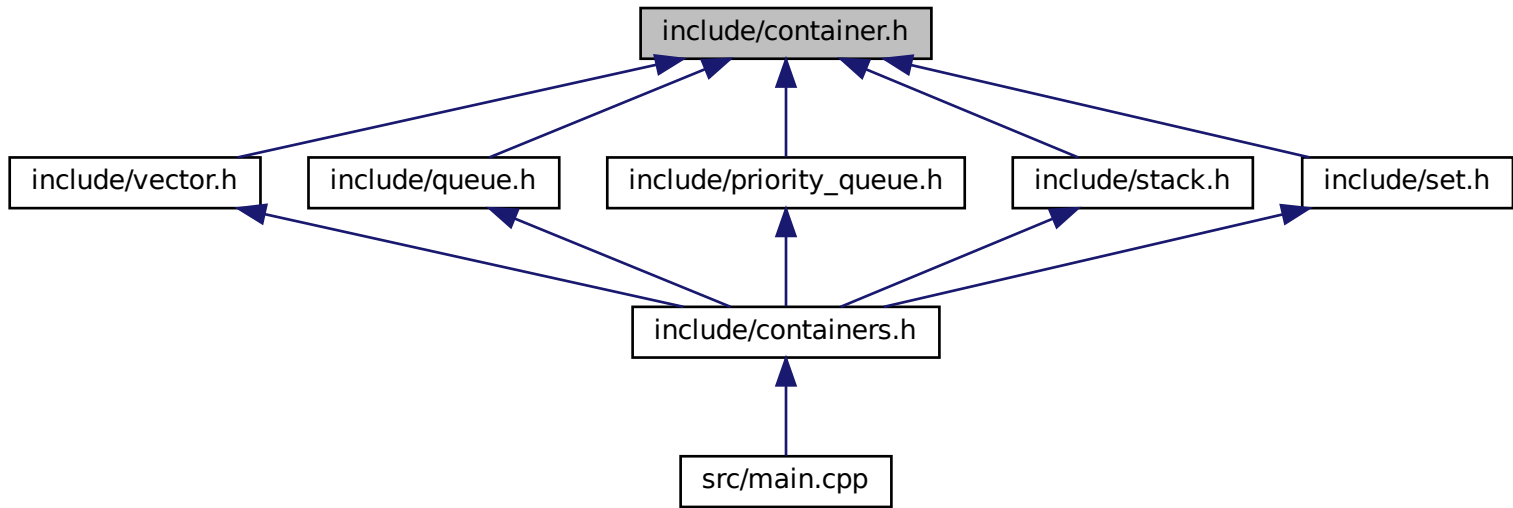 include/container.h
include/vector.h
include/queue.h
include/priority_queue.h
include/stack.h
include/set.h
include/containers.h
src/main.cpp